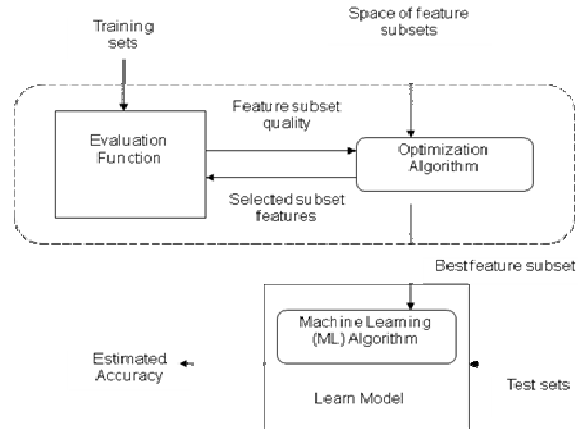 Training
sets
Space of feature
subsets
Feature subset
quality
Evaluation
Function
Optimization
Algorithm
Selected subset
features
Best feature subset
Machine Learning
(ML) Algorithm
Estimated
Accuracy
Test sets
Learn Model